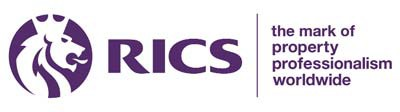 RICS
the mark of
property
professionalism
worldwide